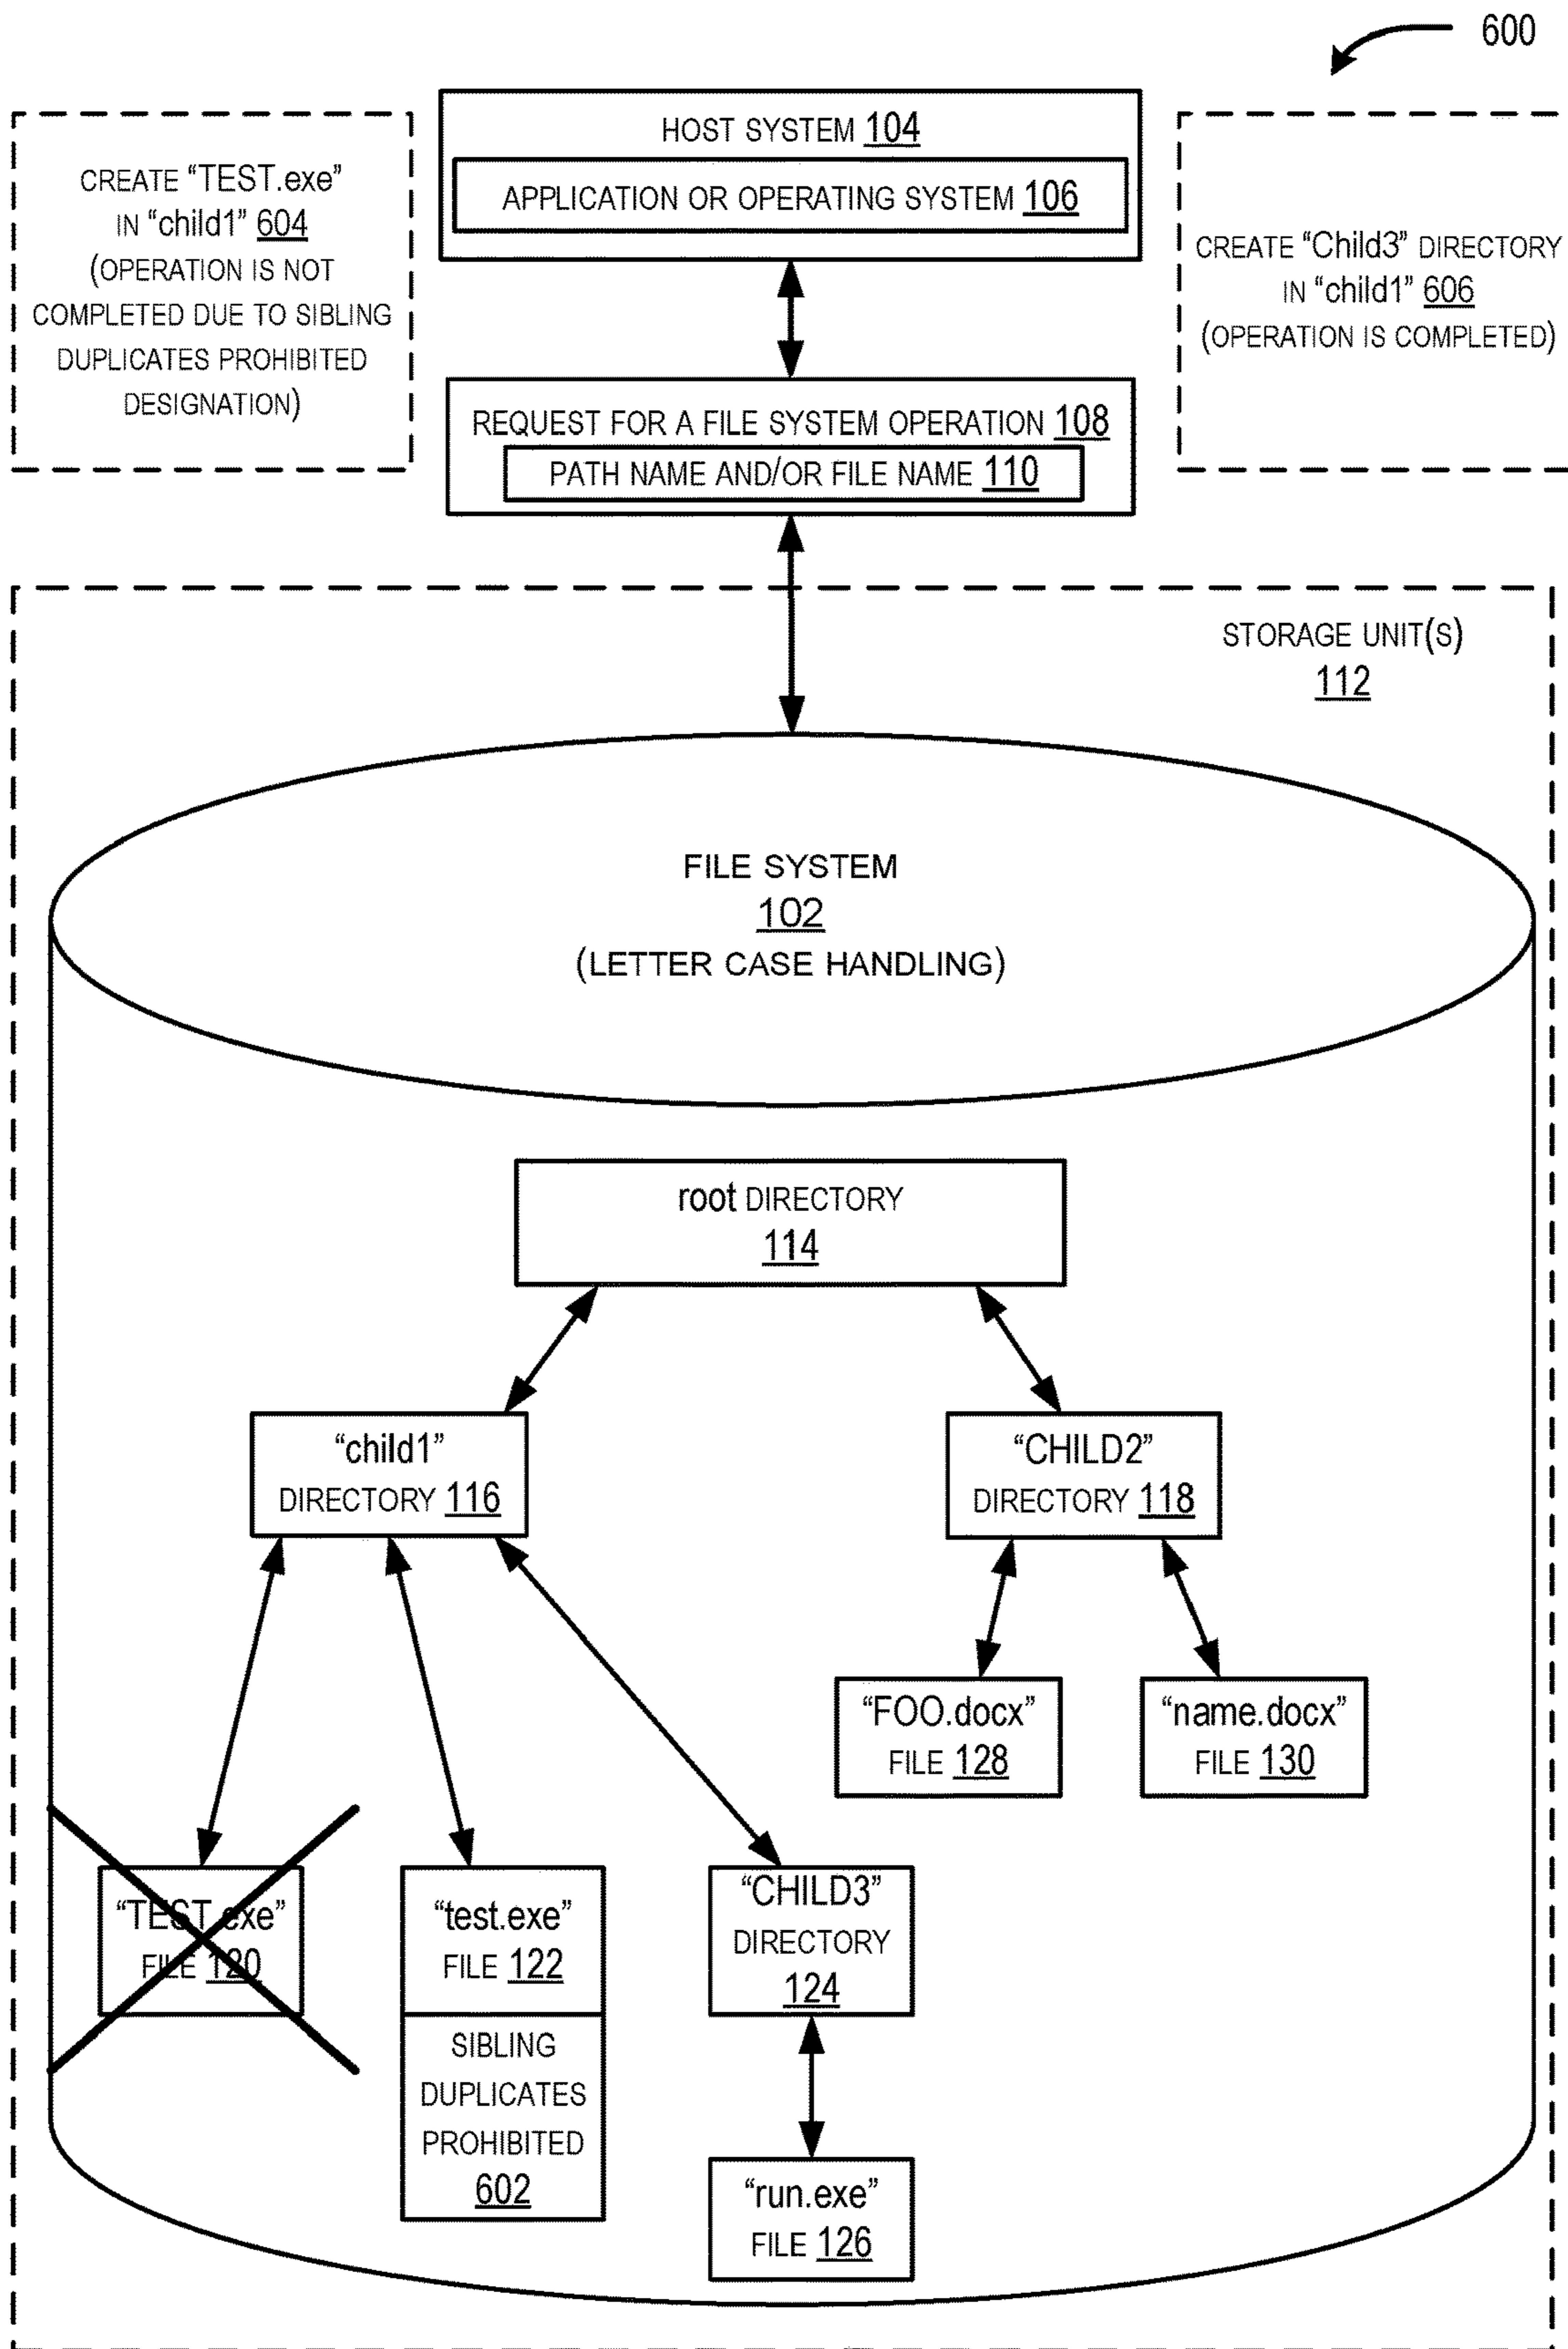 600
CREATE “TEST.exe”
IN “child1” 604
(OPERATION IS NOT
COMPLETED DUE TO SIBLING
DUPLICATES PROHIBITED
DESIGNATION)
HOST SYSTEM 104
APPLICATION OR OPERATING SYSTEM 106
CREATE “Child3” DIRECTORY
IN “child1” 606
(OPERATION IS COMPLETED)
REQUEST FOR A FILE SYSTEM OPERATION 108
PATH NAME AND/OR FILE NAME 110
STORAGE UNIT(S)
112
FILE SYSTEM
102
(LETTER CASE HANDLING)
root DIRECTORY
114
“child1”
DIRECTORY 116
“CHILD2”
DIRECTORY 118
“FOO.docx”
FILE 128
“name.docx”
FILE 130
“TEST.exe”
FILE 120
“test.exe”
FILE 122
SIBLING
DUPLICATES
PROHIBITED
602
“CHILD3”
DIRECTORY
124
“run.exe”
FILE 126